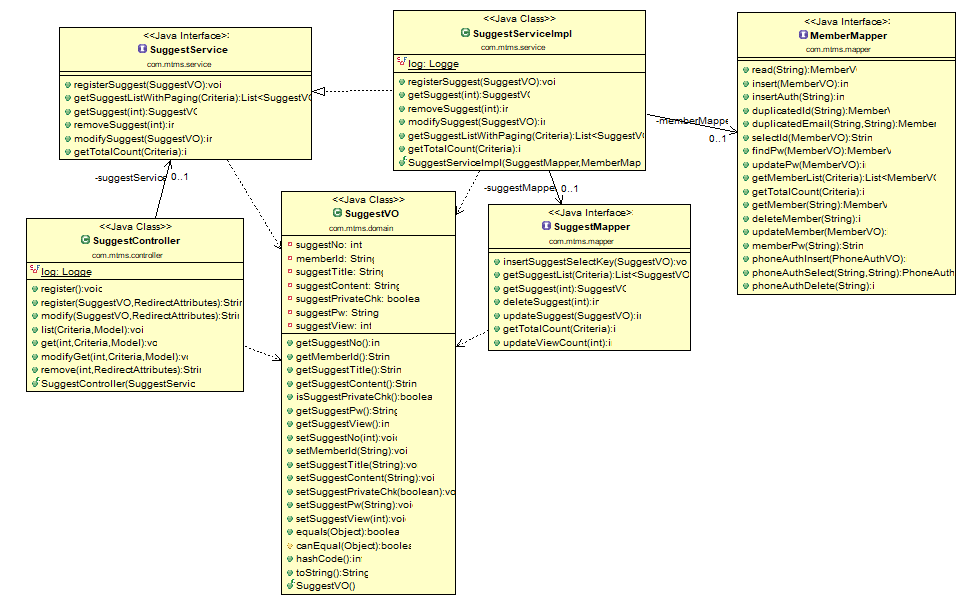 <<Java Interface>>
SuggestService
com.mtms.service
registerSuggest(SuggestVO):voi
getSuggestListWithPaging(Criteria):List<SuggestVO
getSuggest(int):SuggestVO
removeSuggest(int):in
modifySuggest(SuggestVO):in
getTotalCount(Criteria):i
<<Java Class>>
SuggestServiceImpl
com.mtms.service
log: Logge
registerSuggest(SuggestVO):voi
getSuggest(int):SuggestVO
removeSuggest(int):in
modifySuggest(SuggestVO):in
getSuggestListWithPaging(Criteria):List<SuggestVO
getTotalCount(Criteria):i
SuggestServiceImpl(SuggestMapper,MemberMap
<<Java Interface>>
MemberMapper
com.mtms.mapper
read(String):MemberV
insert(MemberVO):in
insertAuth(String):in
duplicatedId(String):MemberV
duplicatedEmail(String,String):Member
selectId(MemberVO):Strin
findPw(MemberVO):MemberV
updatePw(MemberVO):i
getMemberList(Criteria):List<MemberVO
getTotalCount(Criteria):i
getMember(String):MemberV
deleteMember(String):i
updateMember(MemberVO):
memberPw(String):Strin
phoneAuthInsert(PhoneAuthVO):
phoneAuthSelect(String,String):PhoneAuth
phoneAuthDelete(String):i
-memberMappe
0..1
-suggestService
0..1
-suggestMappe
0..1
<<Java Class>>
SuggestController
com.mtms.controller
log: Logge
register():voic
register(SuggestVO,RedirectAttributes):Strin
modify(SuggestVO,RedirectAttributes):Strin
list(Criteria,Model):voi
get(int,Criteria,Model):vo
modifyGet(int,Criteria,Model):vo
remove(int,RedirectAttributes):Strin
SuggestController(SuggestServic
<<Java Class>>
SuggestVO
com.mtms.domain
suggestNo: int
memberId: String
suggestTitle: String
suggestContent: String
suggestPrivateChk: boolea
suggestPw: String
suggestView: int
getSuggestNo():in
getMemberId():Strin
getSuggestTitle():Strin
getSuggestContent():Strin
isSuggestPrivateChk():boolea
getSuggestPw():String
getSuggestView():in
setSuggestNo(int):voic
setMemberId(String):voi
setSuggestTitle(String):vo
setSuggestContent(String):voi
setSuggestPrivateChk(boolean):vo
setSuggestPw(String):voi
setSuggestView(int):voi
equals(Object):boolea
canEqual(Object):boolea
hashCode():in
toString():String
SuggestVO()
<<Java Interface>>
SuggestMapper
com.mtms.mapper
insertSuggestSelectKey(SuggestVO):vo
getSuggestList(Criteria):List<SuggestVO
getSuggest(int):SuggestVO
deleteSuggest(int):in
updateSuggest(SuggestVO):in
getTotalCount(Criteria):i
updateViewCount(int):i